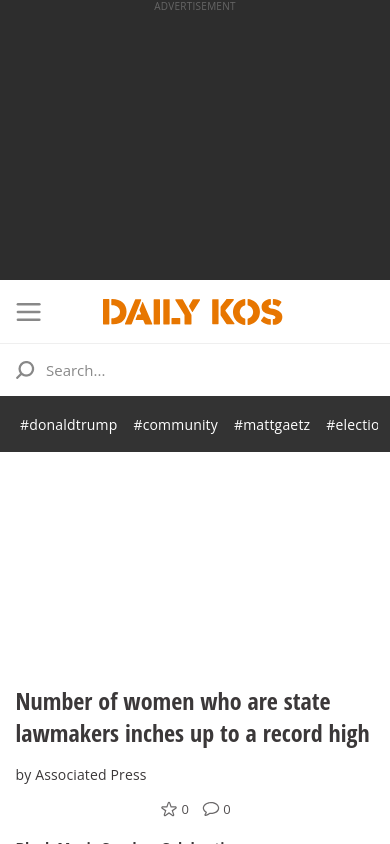 ADVERTISEMENT
DAILY KOS
Search...
#donaldtrump #community #mattgaetz #electio
Number of women who are state
lawmakers inches up to a record high
by Associated Press
0 0